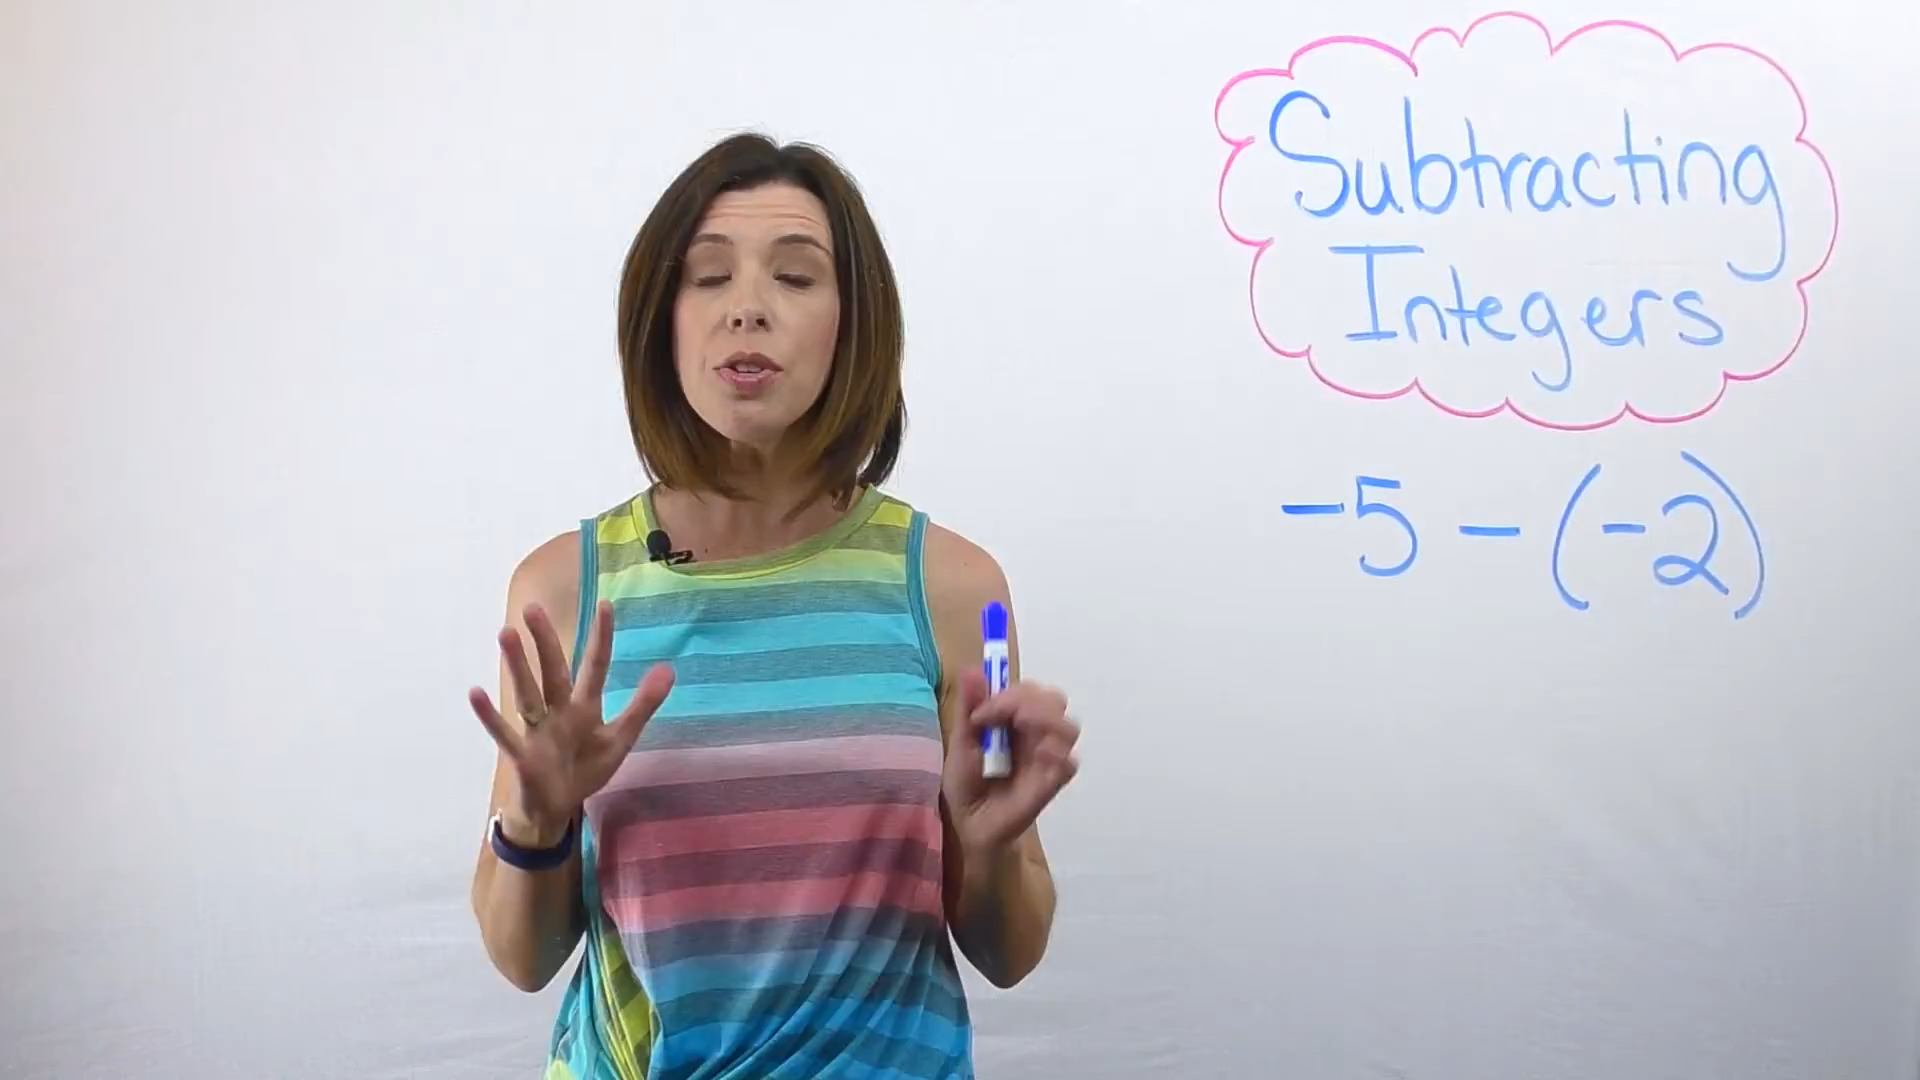 Subtracting
Integers
-5 - (-2)